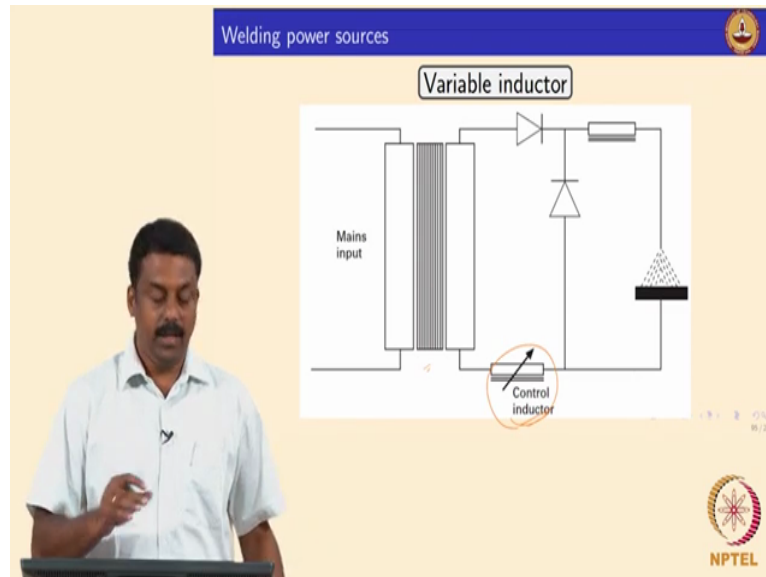 Welding power sources
Variable inductor
Mains
input
Control
inductor
NPTEL